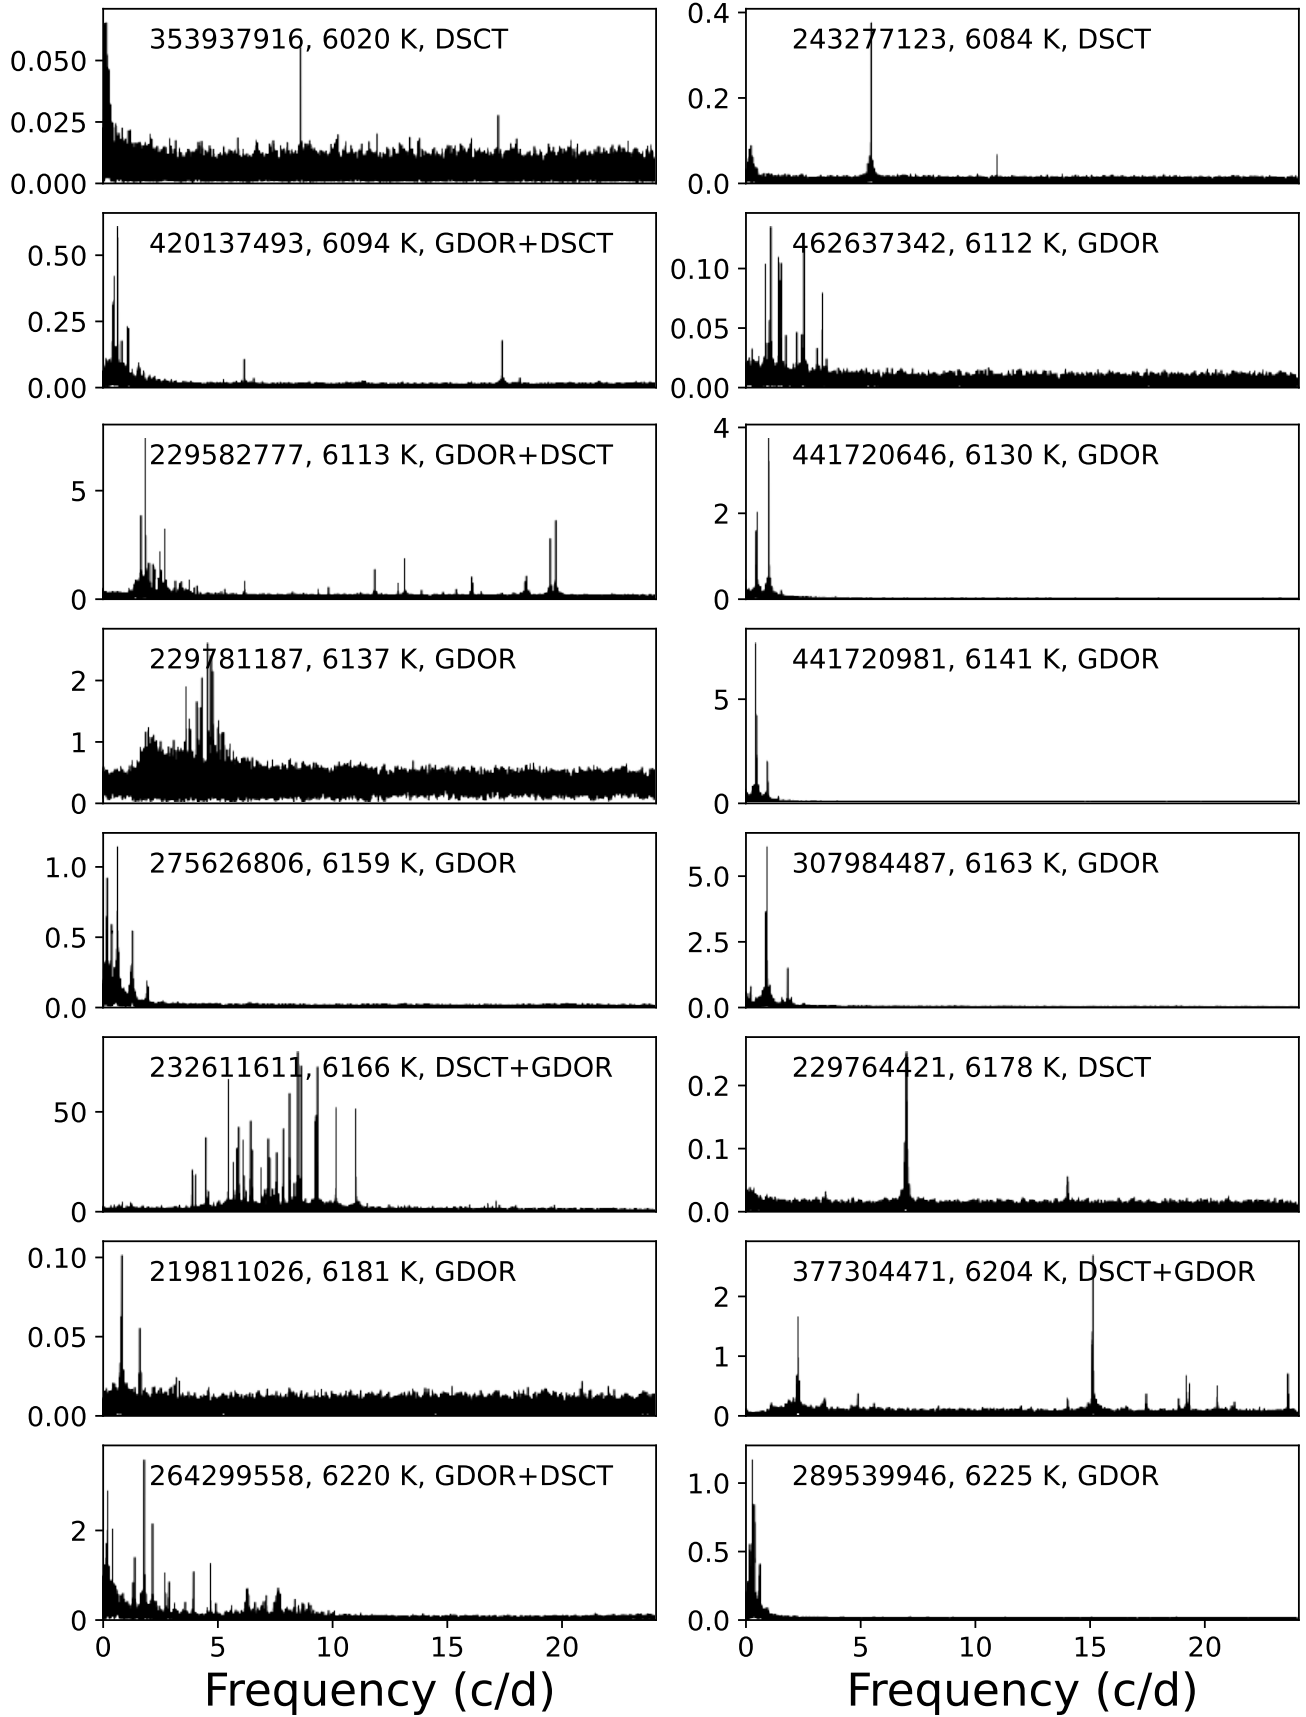 353937916, 6020 K, DSCT
0.050
0.025
0.000
243277123, 6084 K, DSCT
0.4
0.2
0.0
420137493, 6094 K, GDOR+DSCT
0.50
0.25
0.00
462637342, 6112 K, GDOR
0.10
0.05
0.00
229582777, 6113 K, GDOR+DSCT
5
0
441720646, 6130 K, GDOR
4
2
0
229781187, 6137 K, GDOR
2
1
0
441720981, 6141 K, GDOR
5
0
275626806, 6159 K, GDOR
1.0
0.5
0.0
307984487, 6163 K, GDOR
5.0
2.5
0.0
232611611, 6166 K, DSCT+GDOR
50
0
229764421, 6178 K, DSCT
0.2
0.1
0.0
219811026, 6181 K, GDOR
0.10
0.05
0.00
377304471, 6204 K, DSCT+GDOR
2
1
0
264299558, 6220 K, GDOR+DSCT
2
0
0 5 10 15 20
Frequency (c/d)
289539946, 6225 K, GDOR
1.0
0.5
0.0
0 5 10 15 20
Frequency (c/d)